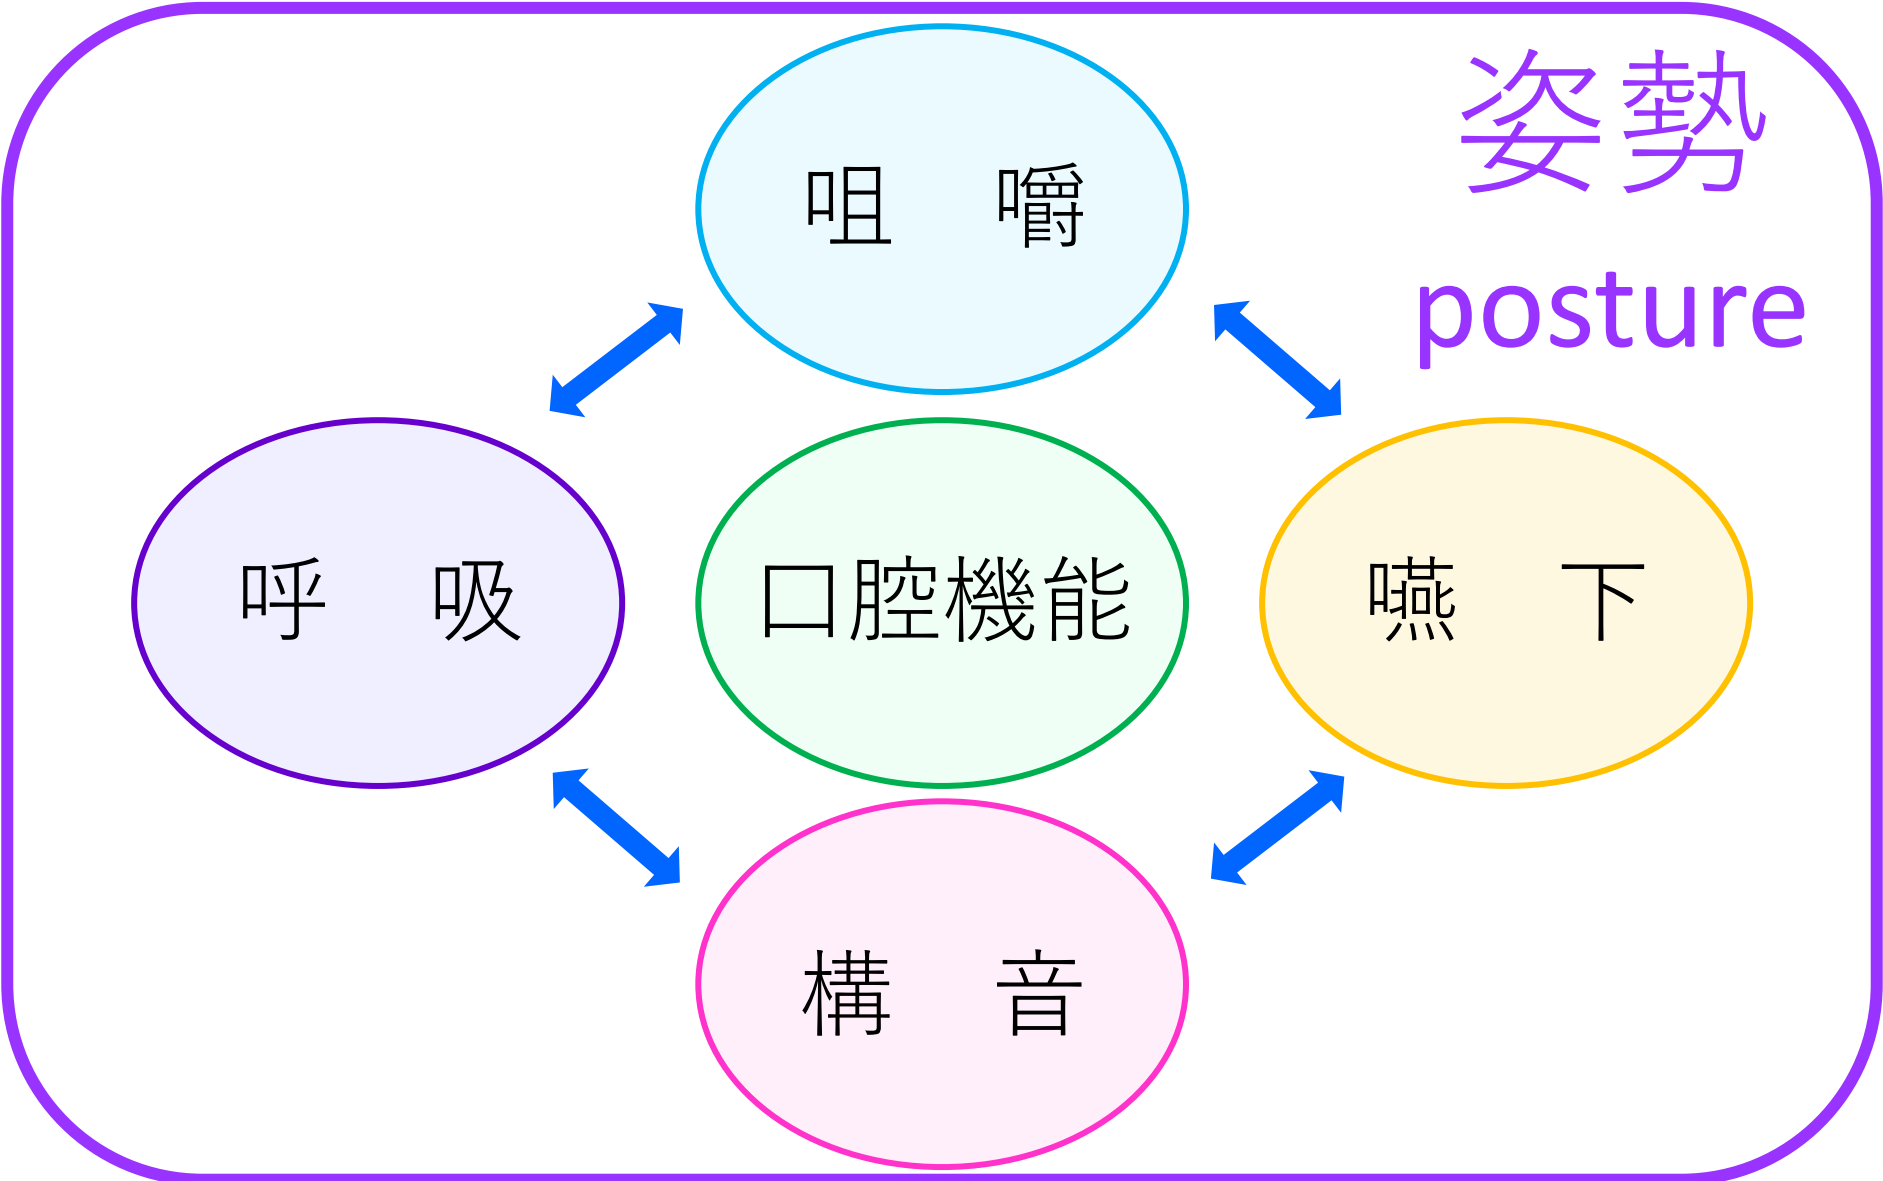 姿勢
posture
咀　嚼
呼　吸
口腔機能
嚥　下
構　音